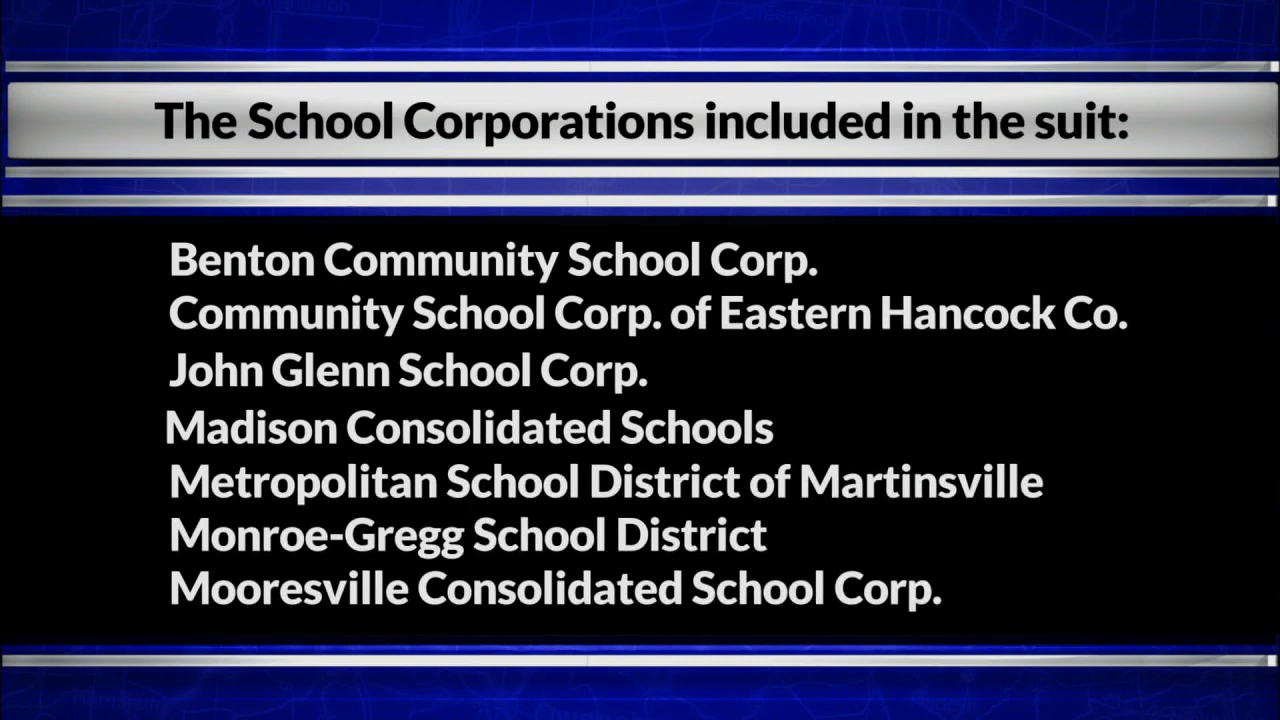 The School Corporations included in the suit:
Benton Community School Corp.
Community School Corp. of Eastern Hancock Co.
John Glenn School Corp.
Madison Consolidated Schools
Metropolitan School District of Martinsville
Monroe-Gregg School District
Mooresville Consolidated School Corp.